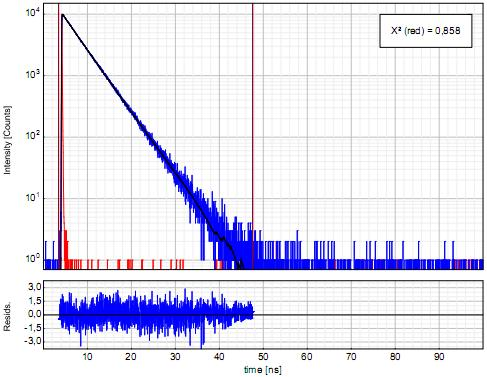 10⁴
X² (red) = 0,858
10³
Intensity [Counts]
10²
10¹
10⁰
3,0
1,5
Resids.
0,0
-1,5
-3,0
10 20 30 40 50 60 70 80 90
time [ns]